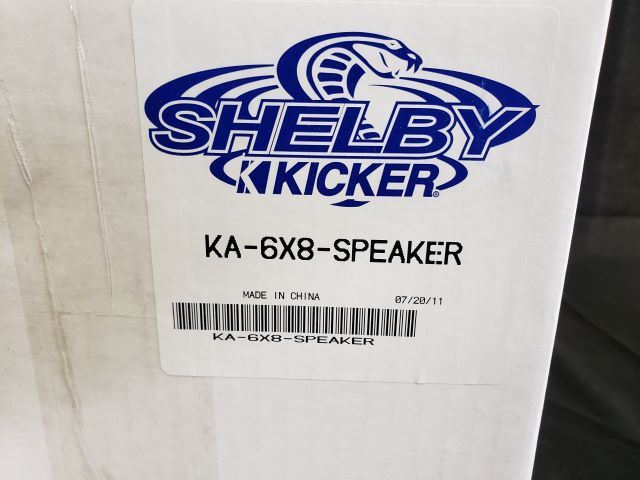 SHELBY
KICKER®
KA-6X8-SPEAKER
MADE IN CHINA 07/20/11
KA-6X8-SPEAKER